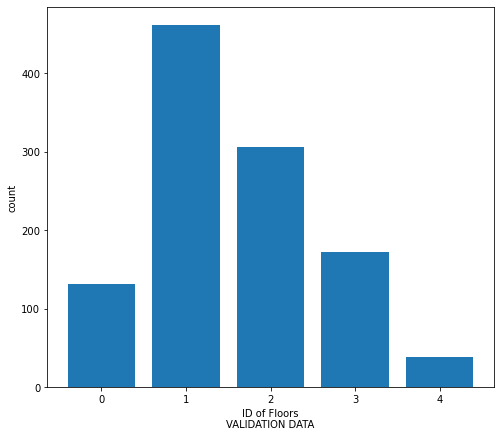 400
300
200
100
0
count
0 1 2 3 4
ID of Floors
VALIDATION DATA